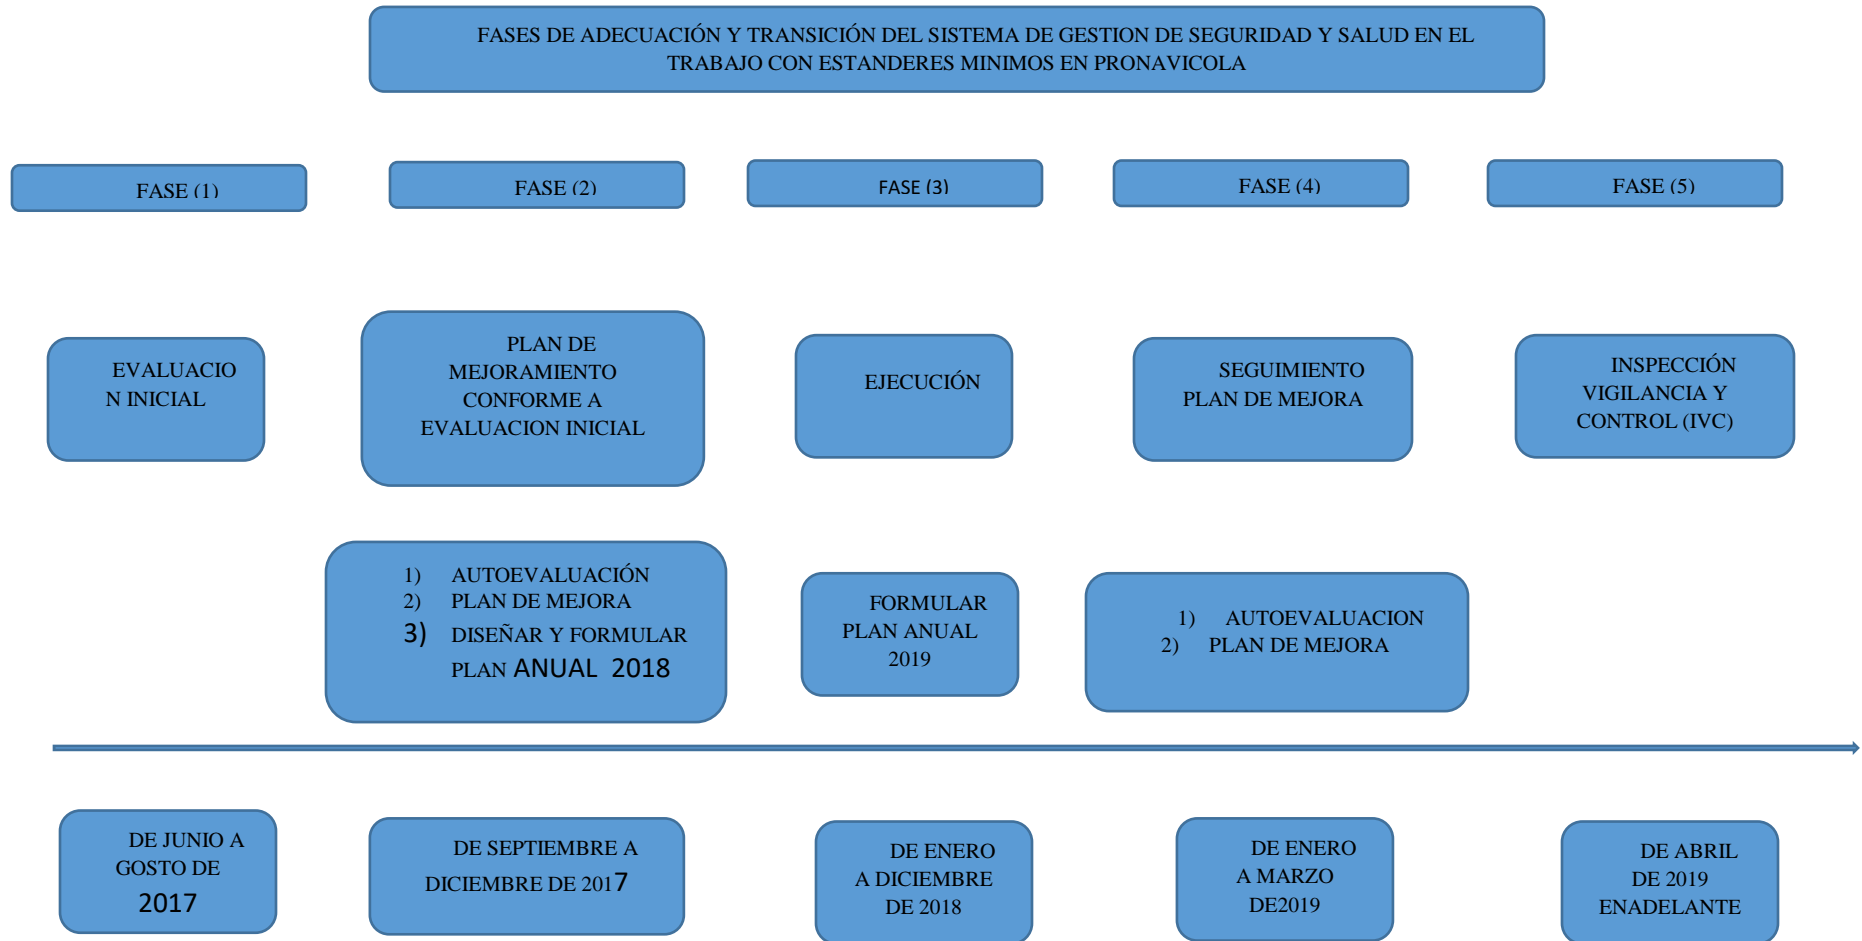 FASES DE ADECUACIÓN Y TRANSICIÓN DEL SISTEMA DE GESTION DE SEGURIDAD Y SALUD EN EL
TRABAJO CON ESTANDERES MINIMOS EN PRONAVICOLA
FASE (1)
FASE (2)
FASE (3)
FASE (4)
FASE (5)
EVALUACIO
N INICIAL
PLAN DE
MEJORAMIENTO
CONFORME A
EVALUACION INICIAL
EJECUCIÓN
SEGUIMIENTO
PLAN DE MEJORA
INSPECCIÓN
VIGILANCIA Y
CONTROL (IVC)
1) AUTOEVALUACIÓN
2) PLAN DE MEJORA
3) DISEÑAR Y FORMULAR
PLAN ANUAL 2018
FORMULAR
PLAN ANUAL
2019
1) AUTOEVALUACION
2) PLAN DE MEJORA
DE JUNIO A
GOSTO DE
2017
DE SEPTIEMBRE A
DICIEMBRE DE 2017
DE ENERO
A DICIEMBRE
DE 2018
DE ENERO
A MARZO
DE2019
DE ABRIL
DE 2019
ENADELANTE